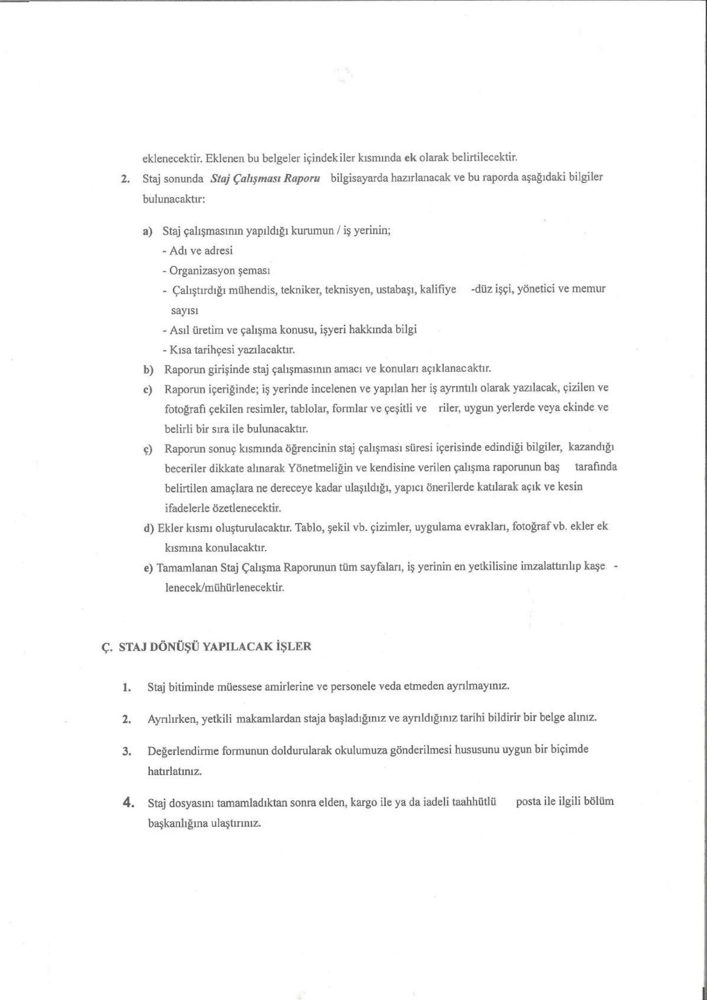 eklenecektir. Eklenen bu belgeler içindekiler kısmında ek olarak belirtilecektir.
2. Staj sonunda Staj Çalışması Raporu bilgisayarda hazırlanacak ve bu raporda aşağıdaki bilgiler
bulunacaktır:
a) Staj çalışmasının yapıldığı kurumun / iş yerinin;
- Adı ve adresi
- Organizasyon şeması
- Çalıştırdığı mühendis, tekniker, teknisyen, ustabaşı, kalifiye -düz işçi, yönetici ve memur
sayısı
- Asıl üretim ve çalışma konusu, işyeri hakkında bilgi
- Kısa tarihçesi yazılacaktır.
b) Raporun girişinde staj çalışmasının amacı ve konuları açıklanacaktır.
c) Raporun içeriğinde; iş yerinde incelenen ve yapılan her iş ayrıntılı olarak yazılacak, çizilen ve
fotoğrafı çekilen resimler, tablolar, formlar ve çeşitli ve riler, uygun yerlerde veya ekinde ve
belirli bir sıra ile bulunacaktır.
ç) Raporun sonuç kısmında öğrencinin staj çalışması süresi içerisinde edindiği bilgiler, kazandığı
beceriler dikkate alınarak Yönetmeliğin ve kendisine verilen çalışma raporunun baş tarafında
belirtilen amaçlara ne dereceye kadar ulaşıldığı, yapıcı önerilerde katılarak açık ve kesin
ifadelerle özetlenecektir.
d) Ekler kısmı oluşturulacaktır. Tablo, şekil vb. çizimler, uygulama evrakları, fotoğraf vb. ekler ek
kısmına konulacaktır.
e) Tamamlanan Staj Çalışma Raporunun tüm sayfaları, iş yerinin en yetkilisine imzalattırılıp kaşe -
lenecek/mühürlenecektir.
Ç. STAJ DÖNÜŞÜ YAPILACAK İŞLER
1. Staj bitiminde müessese amirlerine ve personele veda etmeden ayrılmayınız.
2. Ayrılırken, yetkili makamlardan staja başladığınız ve ayrıldığınız tarihi bildirir bir belge alınız.
3. Değerlendirme formunun doldurularak okulumuza gönderilmesi hususunu uygun bir biçimde
hatırlatınız.
4. Staj dosyasını tamamladıktan sonra elden, kargo ile ya da iadeli taahhütlü posta ile ilgili bölüm
başkanlığına ulaştırınız.